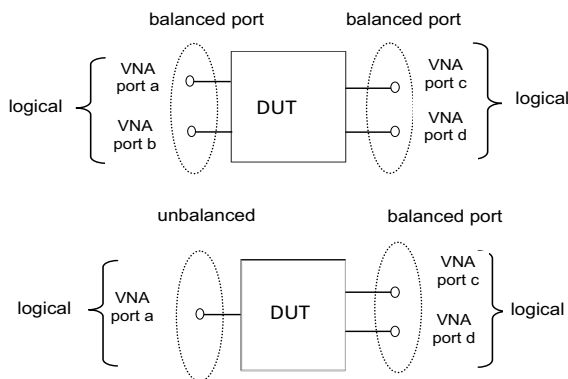 balanced port
balanced port
VNA
port a
VNA
port c
logical
DUT
logical
VNA
port b
VNA
port d
unbalanced
balanced port
VNA
port c
logical
VNA
port a
DUT
logical
VNA
port d